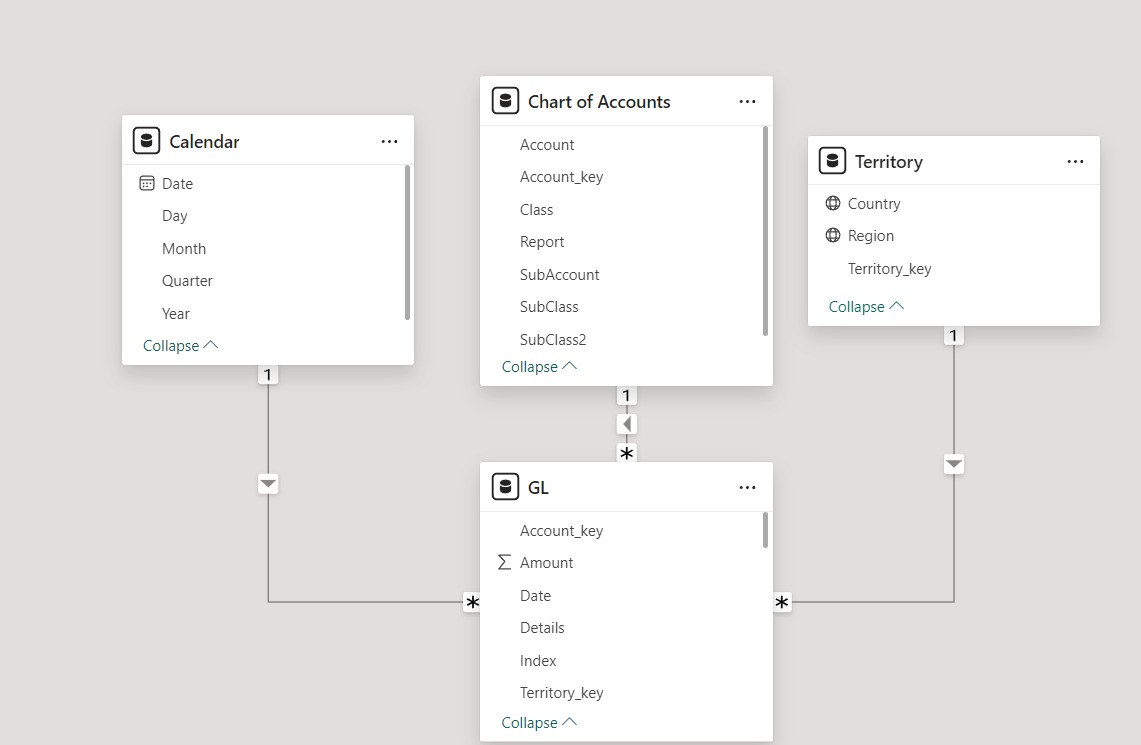 Calendar
Date
Day
Month
Quarter
Year
Collapse
1
Chart of Accounts
Account
Account_key
Class
Report
SubAccount
SubClass
SubClass2
Collapse
1
*
Territory
Country
Region
Territory_key
Collapse
1
*
GL
Account_key
Amount
Date
Details
Index
Territory_key
Collapse
*